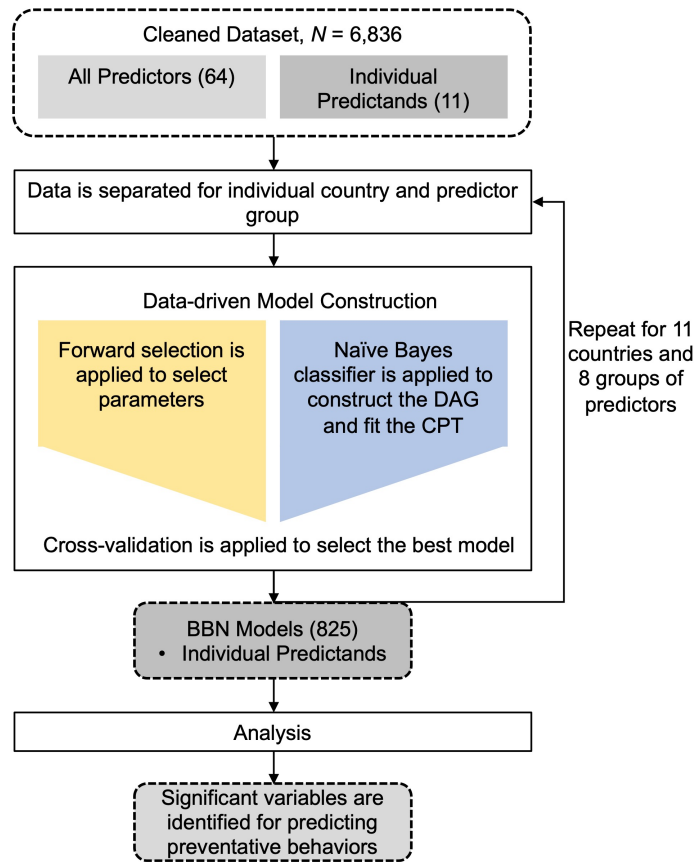 Cleaned Dataset, N = 6,836
All Predictors (64)
Individual
Predictands (11)
Data is separated for individual country and predictor
group
Data-driven Model Construction
Forward selection is
applied to select
parameters
Naïve Bayes
classifier is applied to
construct the DAG
and fit the CPT
Cross-validation is applied to select the best model
Repeat for 11
countries and
8 groups of
predictors
BBN Models (825)
• Individual Predictands
Analysis
Significant variables are
identified for predicting
preventative behaviors